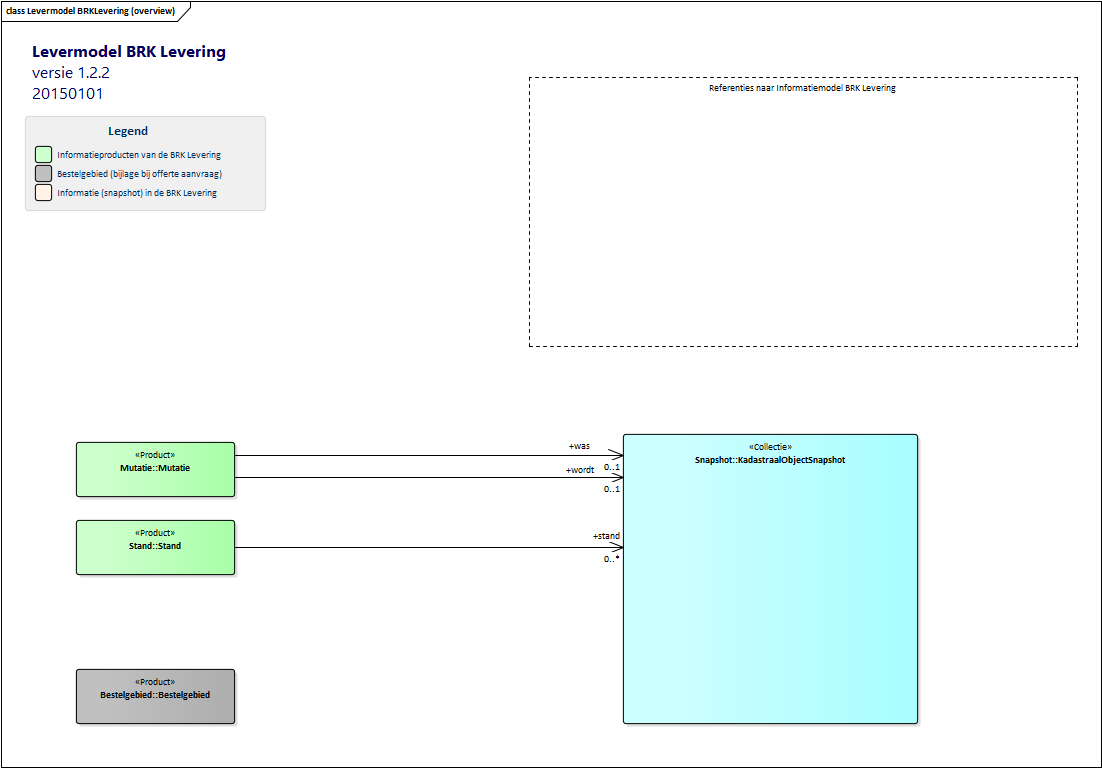 class Levermodel BRKLevering (overview)
Levermodel BRK Levering
versie 1.2.2
20150101
Legend
Informatieproducten van de BRK Levering
Bestelgebied (bijlage bij offerte aanvraag)
Informatie (snapshot) in de BRK Levering
Referenties naar Informatiemodel BRK Levering
«Product»
Mutatie::Mutatie
+was
0..1
+wordt
0..1
«Collectie»
Snapshot::KadastraalObjectSnapshot
«Product»
Stand::Stand
+stand
0..*
«Product»
Bestelgebied::Bestelgebied